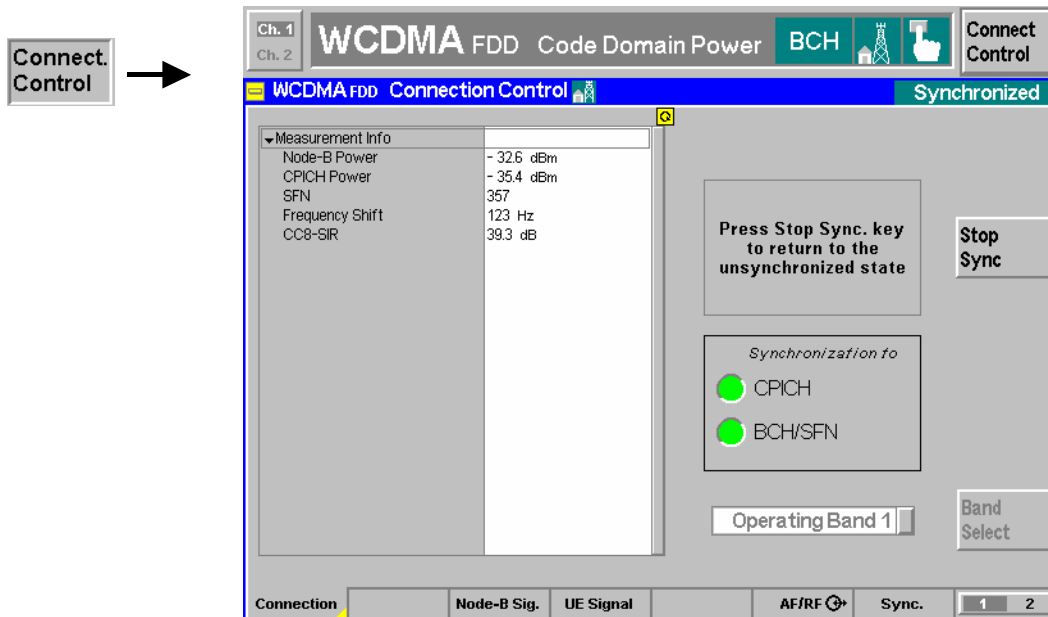 Connect.
Control
Ch. 1
Ch. 2
WCDMA FDD Code Domain Power
BCH
Connect
Control
WCDMA FDD Connection Control
Synchronized
Measurement Info
Node-B Power - 32.6 dBm
CPICH Power - 35.4 dBm
SFN 357
Frequency Shift 123 Hz
CC8-SIR 39.3 dB
Press Stop Sync. key
to return to the
unsynchronized state
Stop
Sync
Synchronization to
CPICH
BCH/SFN
Operating Band 1
Band
Select
Connection Node-B Sig. UE Signal AF/RF Sync. 1 2